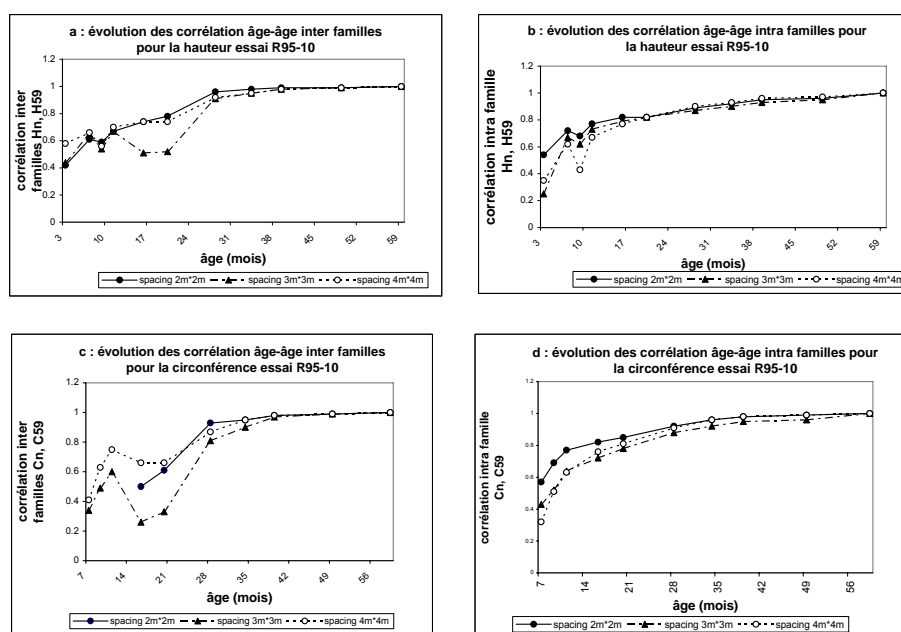 a : évolution des corrélation âge-âge inter familles
pour la hauteur essai R95-10
corrélation inter
familles Hn, H59
1.2
1
0.8
0.6
0.4
0.2
0
3
10
17
24
31
38
45
52
59
âge (mois)
spacing 2m*2m
spacing 3m*3m
spacing 4m*4m
b : évolution des corrélation âge-âge intra familles pour
la hauteur essai R95-10
corrélation intra famille
Hn, H59
1.2
1
0.8
0.6
0.4
0.2
0
3
10
17
24
31
38
45
52
59
âge (mois)
spacing 2m*2m
spacing 3m*3m
spacing 4m*4m
c : évolution des corrélation âge-âge inter familles
pour la circonférence essai R95-10
corrélation inter
familles Cn, C59
1.2
1
0.8
0.6
0.4
0.2
0
7
14
21
28
35
42
49
56
âge (mois)
spacing 2m*2m
spacing 3m*3m
spacing 4m*4m
d : évolution des corrélation âge-âge intra familles pour
la circonférence essai R95-10
corrélation intra famille
Cn, C59
1.2
1
0.8
0.6
0.4
0.2
0
7
14
21
28
35
42
49
56
âge (mois)
spacing 2m*2m
spacing 3m*3m
spacing 4m*4m